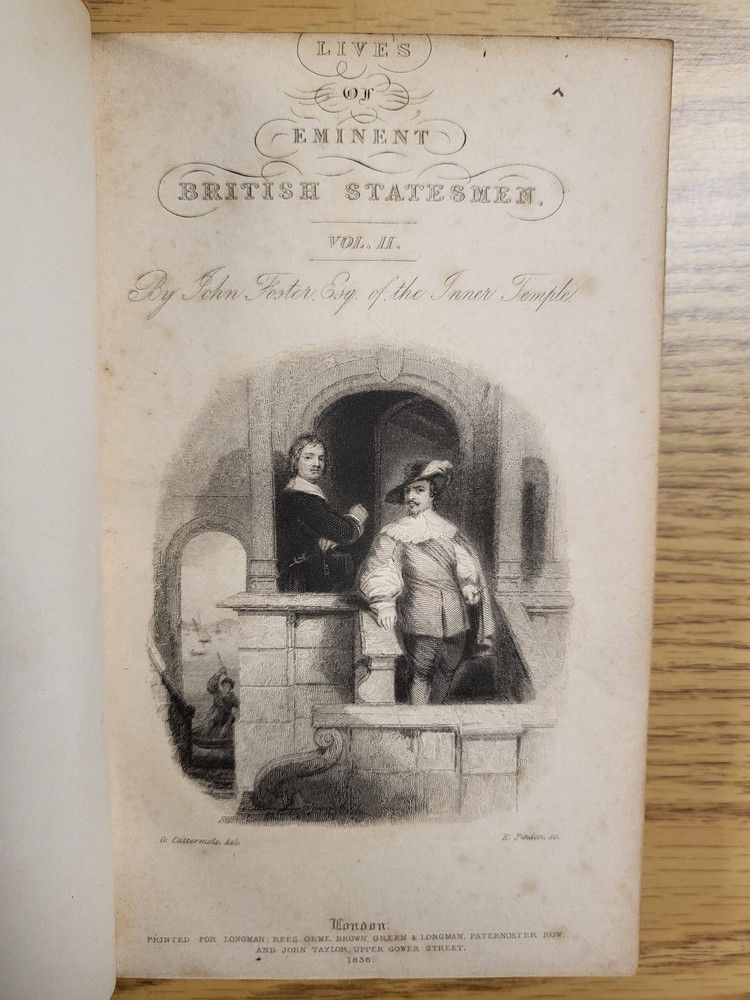 LIVES
OF
EMINENT
BRITISH STATESMEN.
VOL. II.
By John Foster, Esq. of the Inner Temple.
G. Cattermole, del.
E. Finden, sc.
London:
PRINTED FOR LONGMAN, REES, ORME, BROWN, GREEN & LONGMAN, PATERNOSTER ROW,
AND JOHN TAYLOR, UPPER GOWER STREET.
1836.